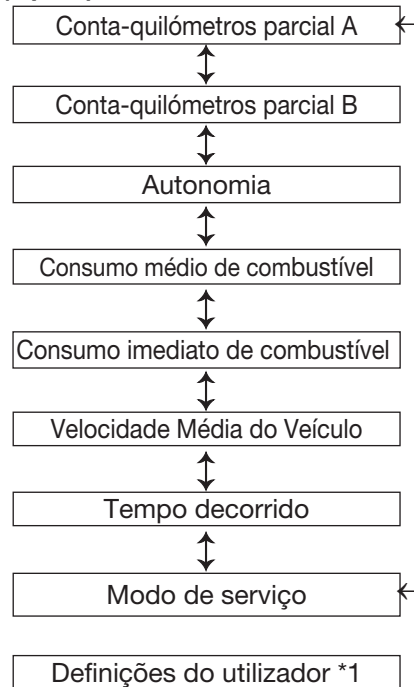 Conta-quilómetros parcial A
Conta-quilómetros parcial B
Autonomia
Consumo médio de combustível
Consumo imediato de combustível
Velocidade Média do Veículo
Tempo decorrido
Modo de serviço
Definições do utilizador *1